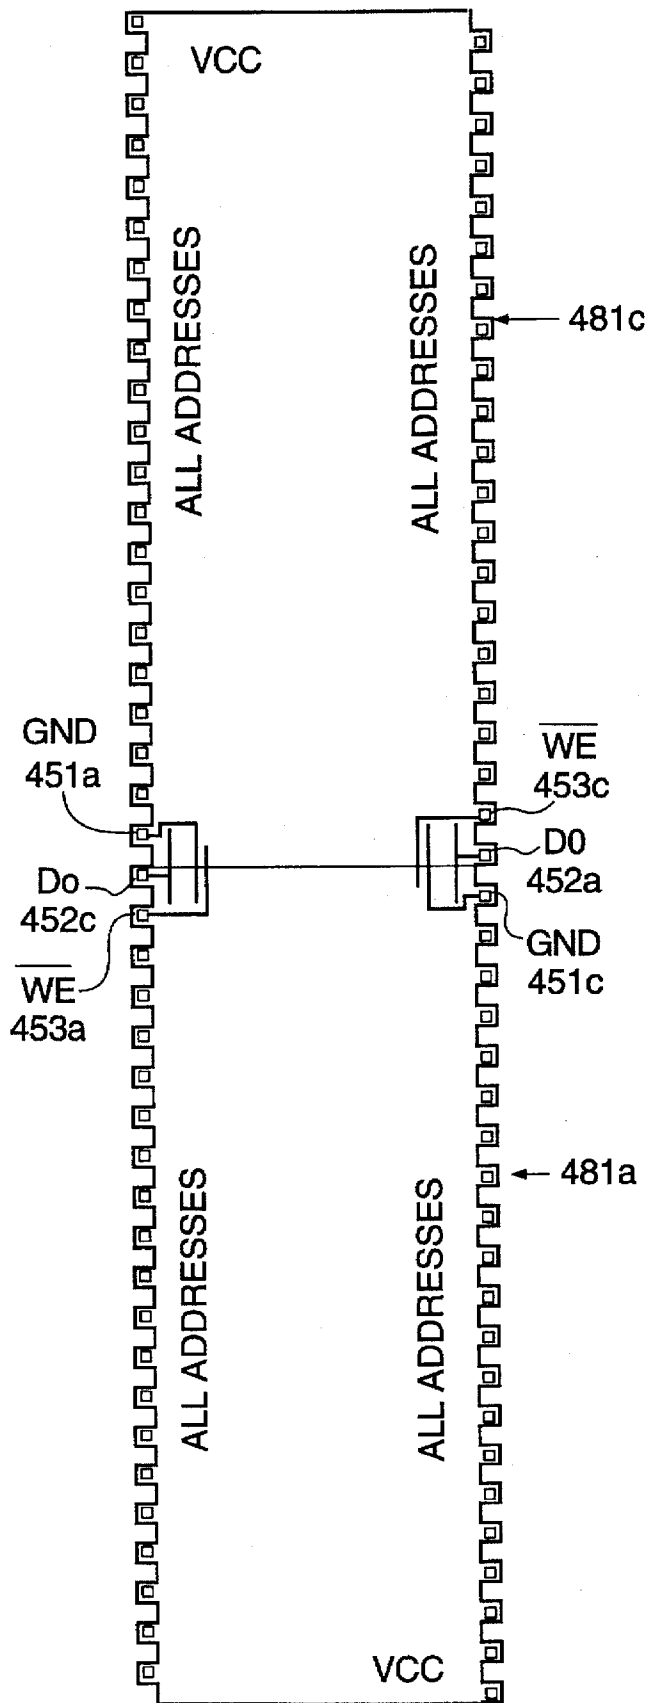 VCC
ALL ADDRESSES
ALL ADDRESSES
481c
GND
451a
WE
453c
Do
452c
D0
452a
WE
453a
GND
451c
481a
ALL ADDRESSES
ALL ADDRESSES
VCC